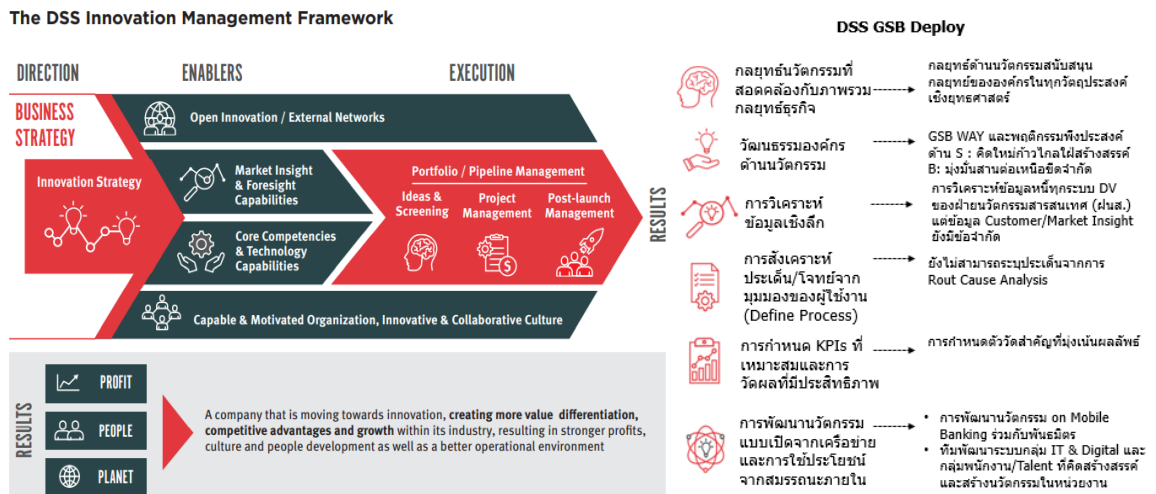 The DSS Innovation Management Framework
DIRECTION
ENABLERS
EXECUTION
BUSINESS
STRATEGY
Innovation Strategy
Open Innovation / External Networks
Market Insight
& Foresight
Capabilities
Core Competencies
& Technology
Capabilities
Portfolio / Pipeline Management
Ideas &
Screening
Project
Management
Post-launch
Management
Capable & Motivated Organization, Innovative & Collaborative Culture
RESULTS
RESULTS
PROFIT
PEOPLE
PLANET
A company that is moving towards innovation, creating more value differentiation,
competitive advantages and growth within its industry, resulting in stronger profits,
culture and people development as well as a better operational environment
DSS GSB Deploy
กลยุทธ์นวัตกรรมที่
สอดคล้องกับภาพรวม
กลยุทธ์ธุรกิจ
กลยุทธ์ด้านนวัตกรรมสนับสนุน
กลยุทย์ขององค์กรในทุกวัตถุประสงค์
เชิงยุทธศาสตร์
วัฒนธรรมองค์กร
ด้านนวัตกรรม
GSB WAY และพฤติกรรมพึงประสงค์
ด้าน S : คิดใหม่ก้าวไกลใฝ่สร้างสรรค์
B: มุ่งมั่นสานต่อเหนือขีดจำกัด
การวิเคราะห์
ข้อมูลเชิงลึก
การวิเคราะห์ข้อมูลหนี้ทุกระบบ DV
ของฝ่ายนวัตกรรมสารสนเทศ (ฝนส.)
แต่ข้อมูล Customer/Market Insight
ยังมีข้อจำกัด
การสังเคราะห์
ประเด็น/โจทย์จาก
มุมมองของผู้ใช้งาน
(Define Process)
ยังไม่สามารถระบุประเด็นจากการ
Rout Cause Analysis
การกำหนด KPIs ที่
เหมาะสมและการ
วัดผลที่มีประสิทธิภาพ
การกำหนดตัววัดสำคัญที่มุ่งเน้นผลลัพธ์
การพัฒนานวัตกรรม
แบบเปิดจากเครือข่าย
และการใช้ประโยชน์
จากสมรรถนะภายใน
• การพัฒนานวัตกรรม on Mobile
Banking ร่วมกับพันธมิตร
• ทีมพัฒนาระบบกลุ่ม IT & Digital และ
กลุ่มพนักงาน/Talent ที่คิดสร้างสรรค์
และสร้างนวัตกรรมในหน่วยงาน